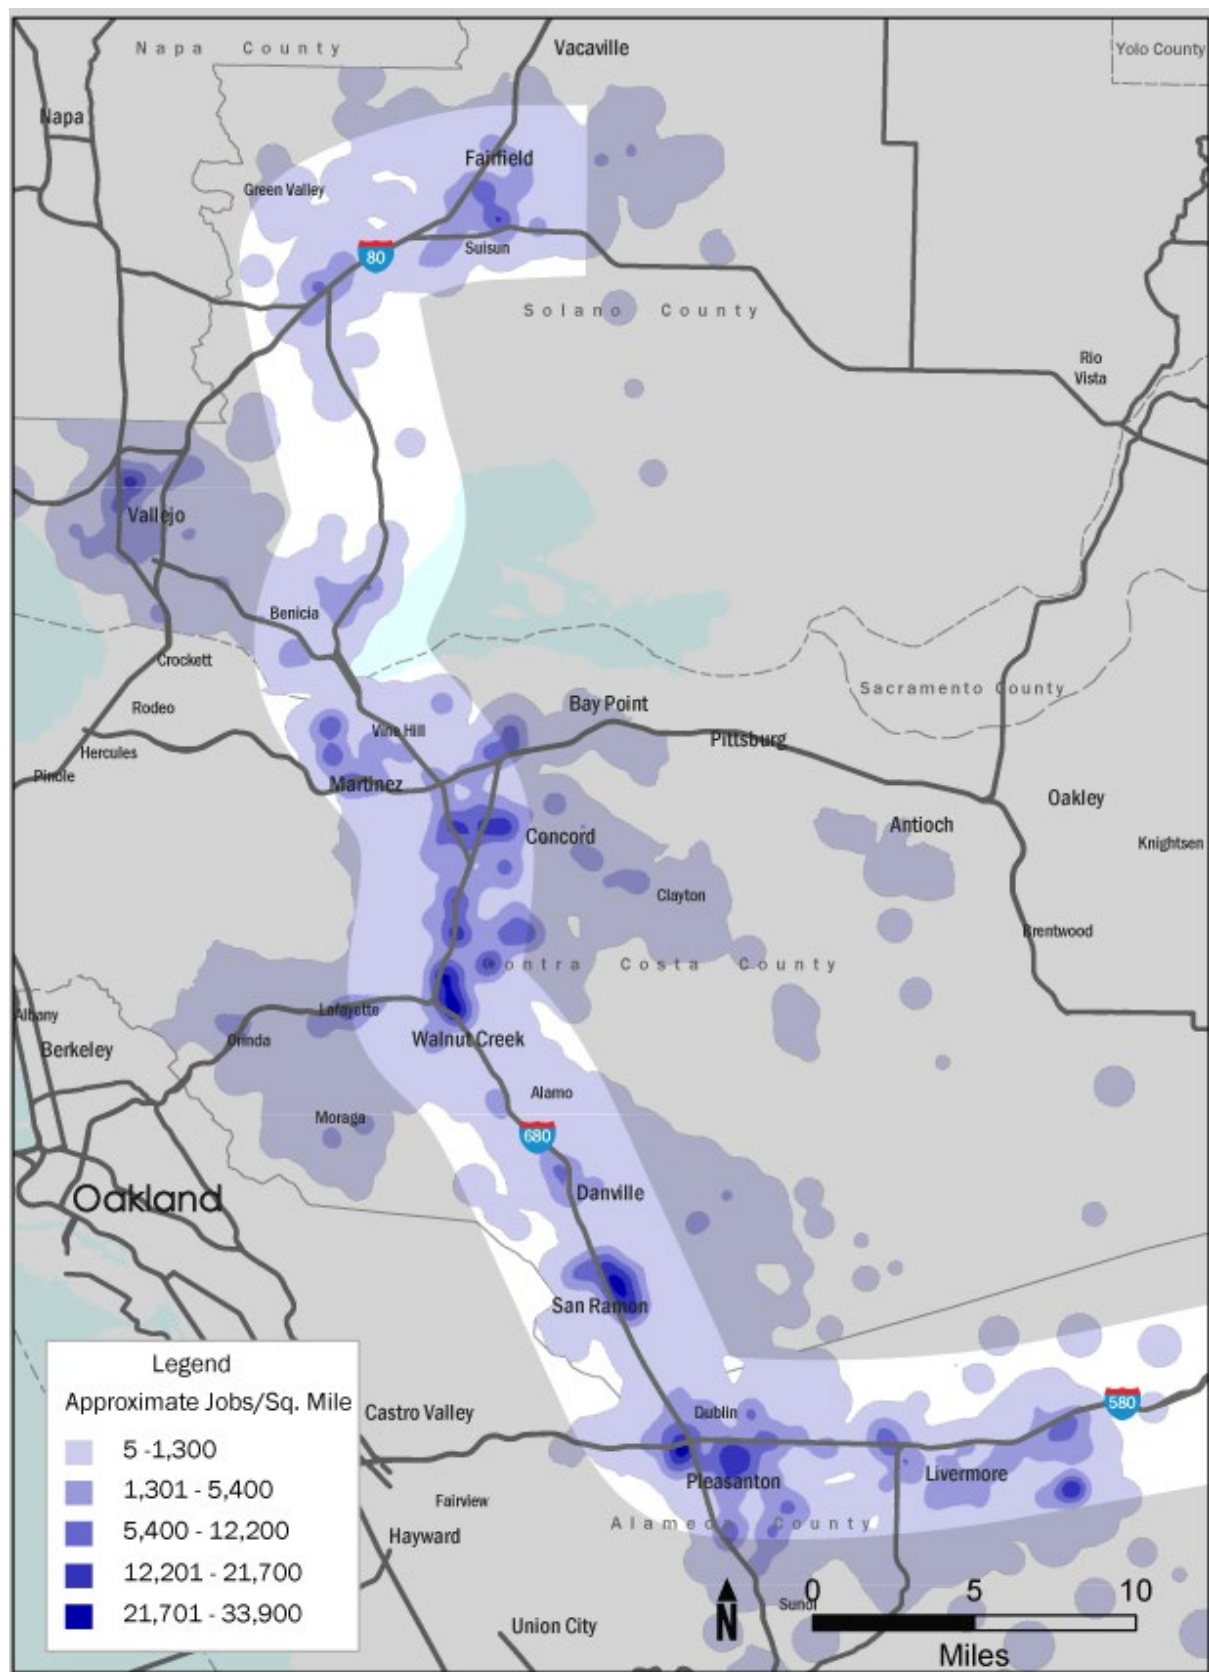 Napa County
Vacaville
Yolo County
Napa
Fairfield
Green Valley
80
Suisun
Solano County
Rio
Vista
Vallejo
Benicia
Crockett
Sacramento County
Rodeo
Bay Point
Vine Hill
Pittsburg
Hercules
Pinole
Martinez
Oakley
Concord
Antioch
Knightsen
Clayton
Brentwood
Contra Costa County
Lafayette
Albany
Orinda
Walnut Creek
Berkeley
Alamo
Moraga
680
Danville
Oakland
San Ramon
Legend
Approximate Jobs/Sq. Mile
5 -1,300
1,301 - 5,400
5,400 - 12,200
12,201 - 21,700
21,701 - 33,900
580
Castro Valley
Dublin
Pleasanton
Livermore
Fairview
Alameda County
Hayward
Union City
N
Sunol
0 5 10
Miles